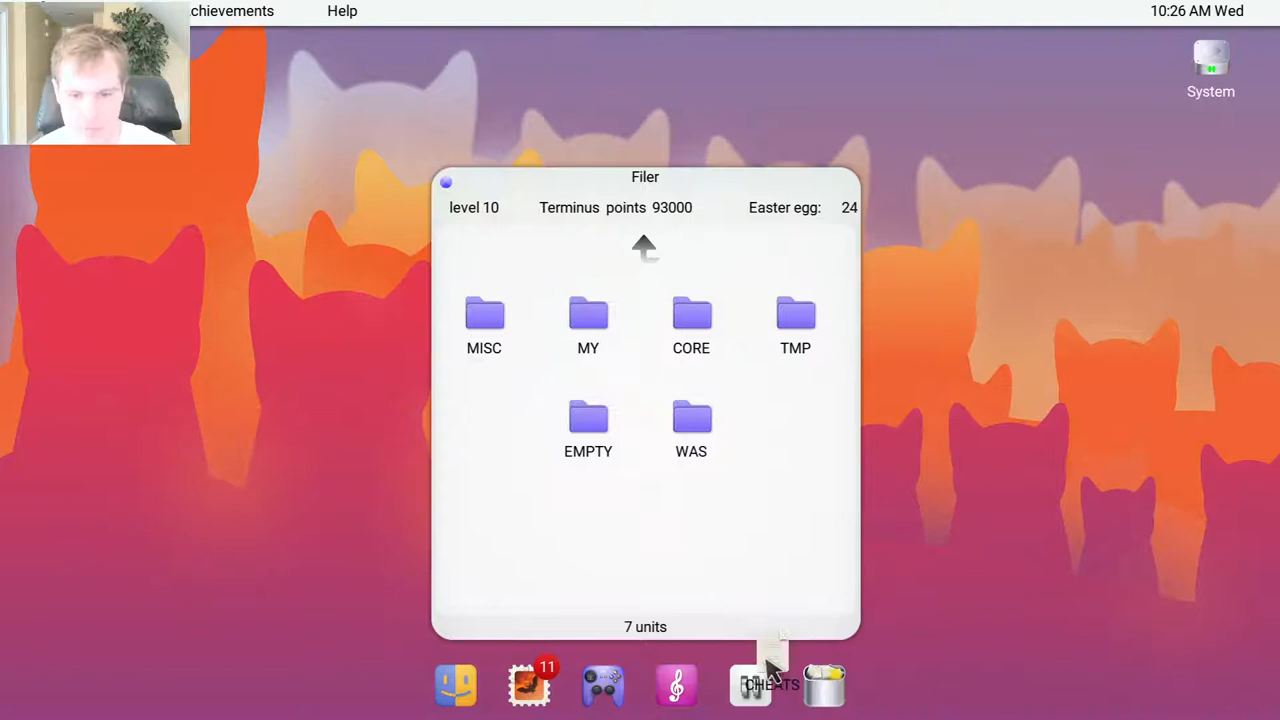 chievements Help 10:26 AM Wed
System
Filer
level 10 Terminus points 93000 Easter egg: 24
MISC MY CORE TMP
EMPTY WAS
7 units
11
CHEATS